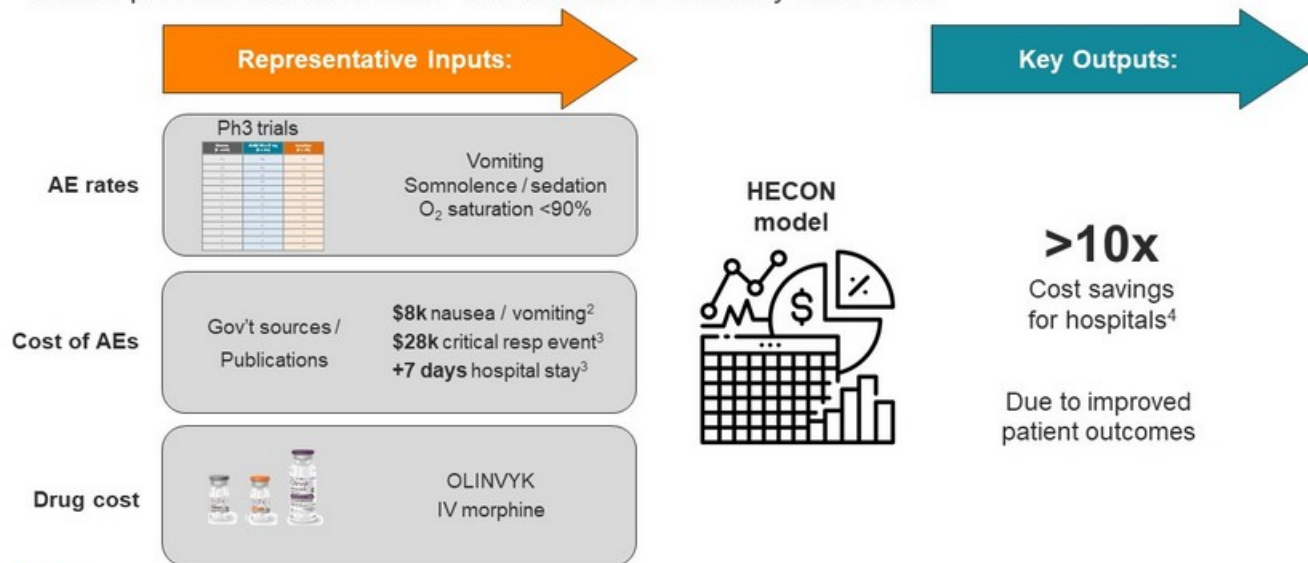 Representative Inputs:
Key Outputs:
AE rates
Ph3 trials
Vomiting
Somnolence / sedation
O₂ saturation <90%
Cost of AEs
Gov't sources /
Publications
$8k nausea / vomiting²
$28k critical resp event³
+7 days hospital stay³
Drug cost
OLINVYK
IV morphine
HECON
model
$
%
>10x
Cost savings
for hospitals⁴
Due to improved
patient outcomes